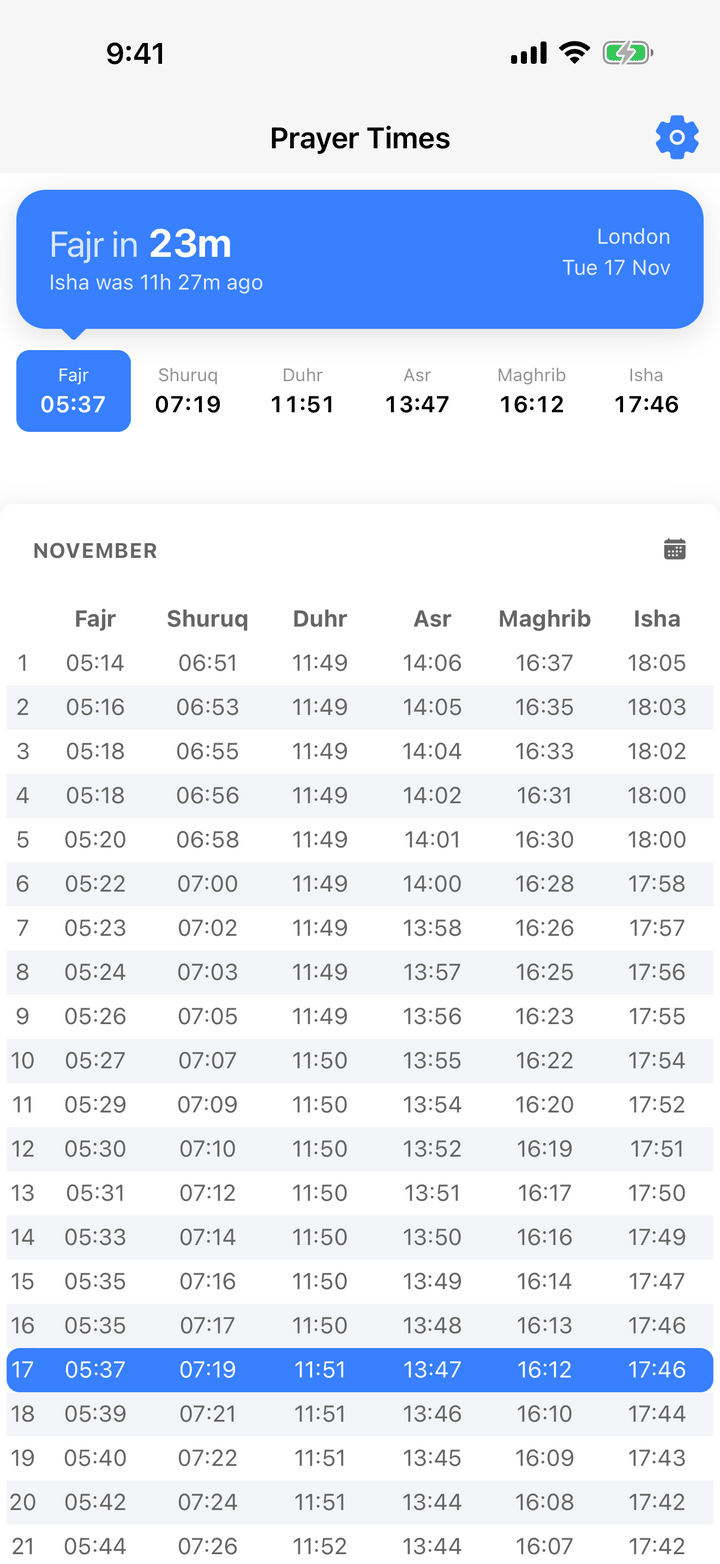 9:41
Prayer Times
Fajr in 23m
London
Isha was 11h 27m ago
Tue 17 Nov
Fajr Shuruq Duhr Asr Maghrib Isha
05:37 07:19 11:51 13:47 16:12 17:46
NOVEMBER
Fajr Shuruq Duhr Asr Maghrib Isha
1 05:14 06:51 11:49 14:06 16:37 18:05
2 05:16 06:53 11:49 14:05 16:35 18:03
3 05:18 06:55 11:49 14:04 16:33 18:02
4 05:18 06:56 11:49 14:02 16:31 18:00
5 05:20 06:58 11:49 14:01 16:30 18:00
6 05:22 07:00 11:49 14:00 16:28 17:58
7 05:23 07:02 11:49 13:58 16:26 17:57
8 05:24 07:03 11:49 13:57 16:25 17:56
9 05:26 07:05 11:49 13:56 16:23 17:55
10 05:27 07:07 11:50 13:55 16:22 17:54
11 05:29 07:09 11:50 13:54 16:20 17:52
12 05:30 07:10 11:50 13:52 16:19 17:51
13 05:31 07:12 11:50 13:51 16:17 17:50
14 05:33 07:14 11:50 13:50 16:16 17:49
15 05:35 07:16 11:50 13:49 16:14 17:47
16 05:35 07:17 11:50 13:48 16:13 17:46
17 05:37 07:19 11:51 13:47 16:12 17:46
18 05:39 07:21 11:51 13:46 16:10 17:44
19 05:40 07:22 11:51 13:45 16:09 17:43
20 05:42 07:24 11:51 13:44 16:08 17:42
21 05:44 07:26 11:52 13:44 16:07 17:42